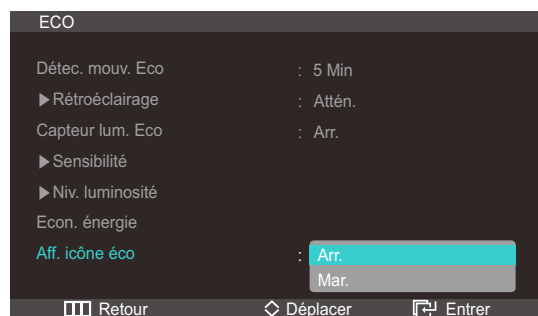 ECO
Détec. mouv. Eco : 5 Min
▶Rétroéclairage : Attén.
Capteur lum. Eco : Arr.
▶Sensibilité
▶Niv. luminosité
Econ. énergie
Aff. icône éco : Arr.
Mar.
Retour Déplacer Entrer